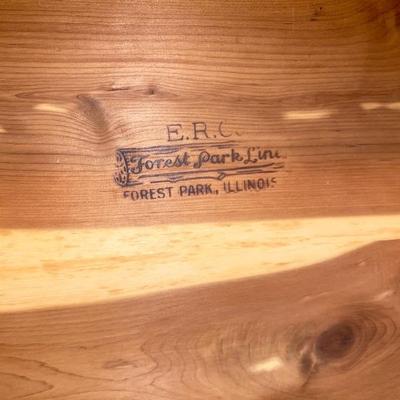 E.R.C.
Forest Park Line
FOREST PARK, ILLINOIS